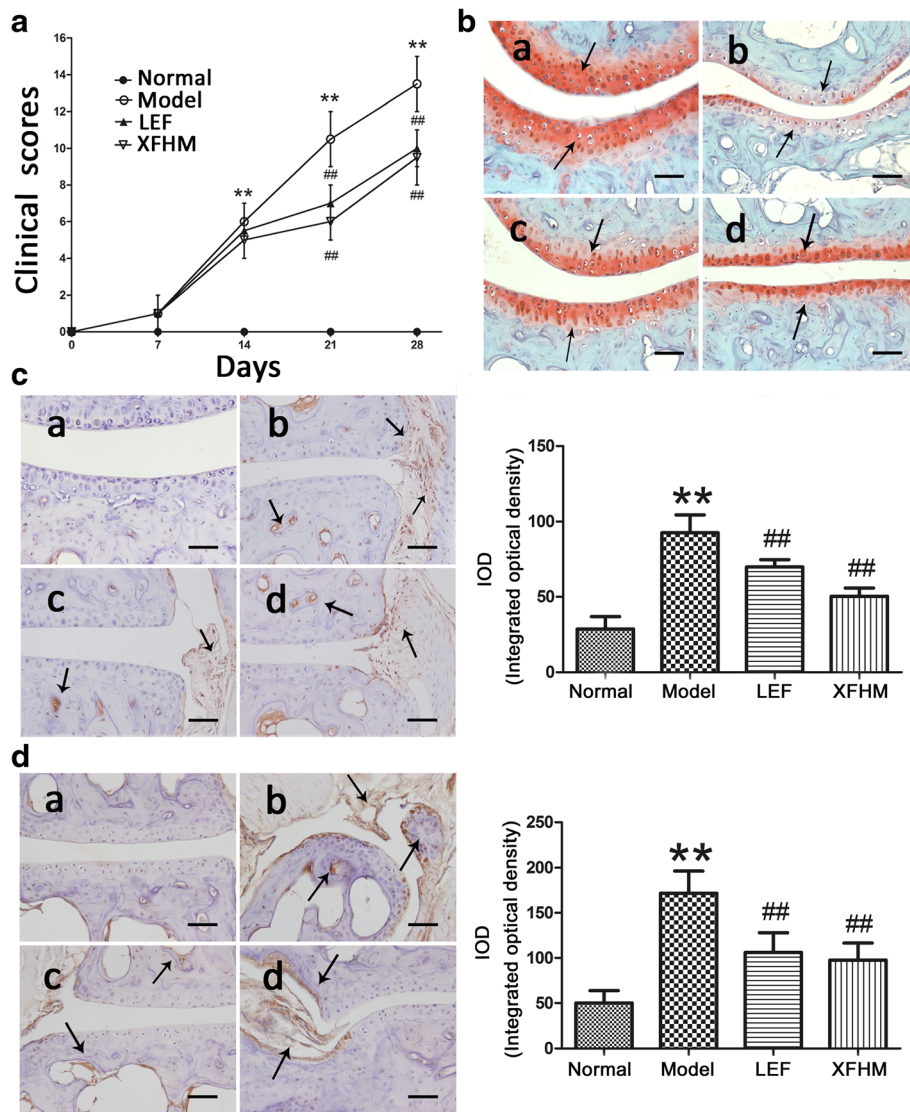 a
16
14
12
10
8
6
4
2
0
Clinical scores
Normal
Model
LEF
XFHM
**
**
**
##
##
##
##
0 7 14 21 28
Days
b
a
b
c
d
c
a
b
c
d
150
100
50
0
IOD
(Integrated optical density)
**
##
##
Normal Model LEF XFHM
d
a
b
c
d
250
200
150
100
50
0
IOD
(Integrated optical density)
**
##
##
Normal Model LEF XFHM